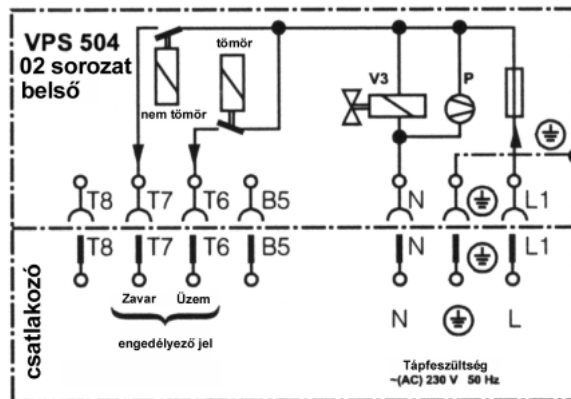 VPS 504
02 sorozat
belső
tömör
nem tömör
V3
P
T8 T7 T6 B5 N L1
T8 T7 T6 B5 N L1
Zavar Üzem
engedélyező jel
N L
Tápfeszültség
~(AC) 230 V 50 Hz
csatlakozó